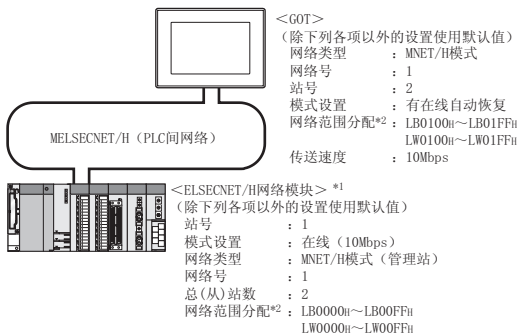 <GOT>
（除下列各项以外的设置使用默认值）
网络类型 ：MNET/H模式
网络号 ：1
站号 ：2
模式设置 ：有在线自动恢复
网络范围分配*2：LB0100H～LB01FFH
LW0100H～LW01FFH
传送速度 ：10Mbps
MELSECNET/H（PLC间网络）
<ELSECNET/H网络模块> *1
（除下列各项以外的设置使用默认值）
站号 ：1
模式设置 ：在线（10Mbps）
网络类型 ：MNET/H模式（管理站）
网络号 ：1
总(从)站数 ：2
网络范围分配*2：LB0000H～LB00FFH
LW0000H～LW00FFH